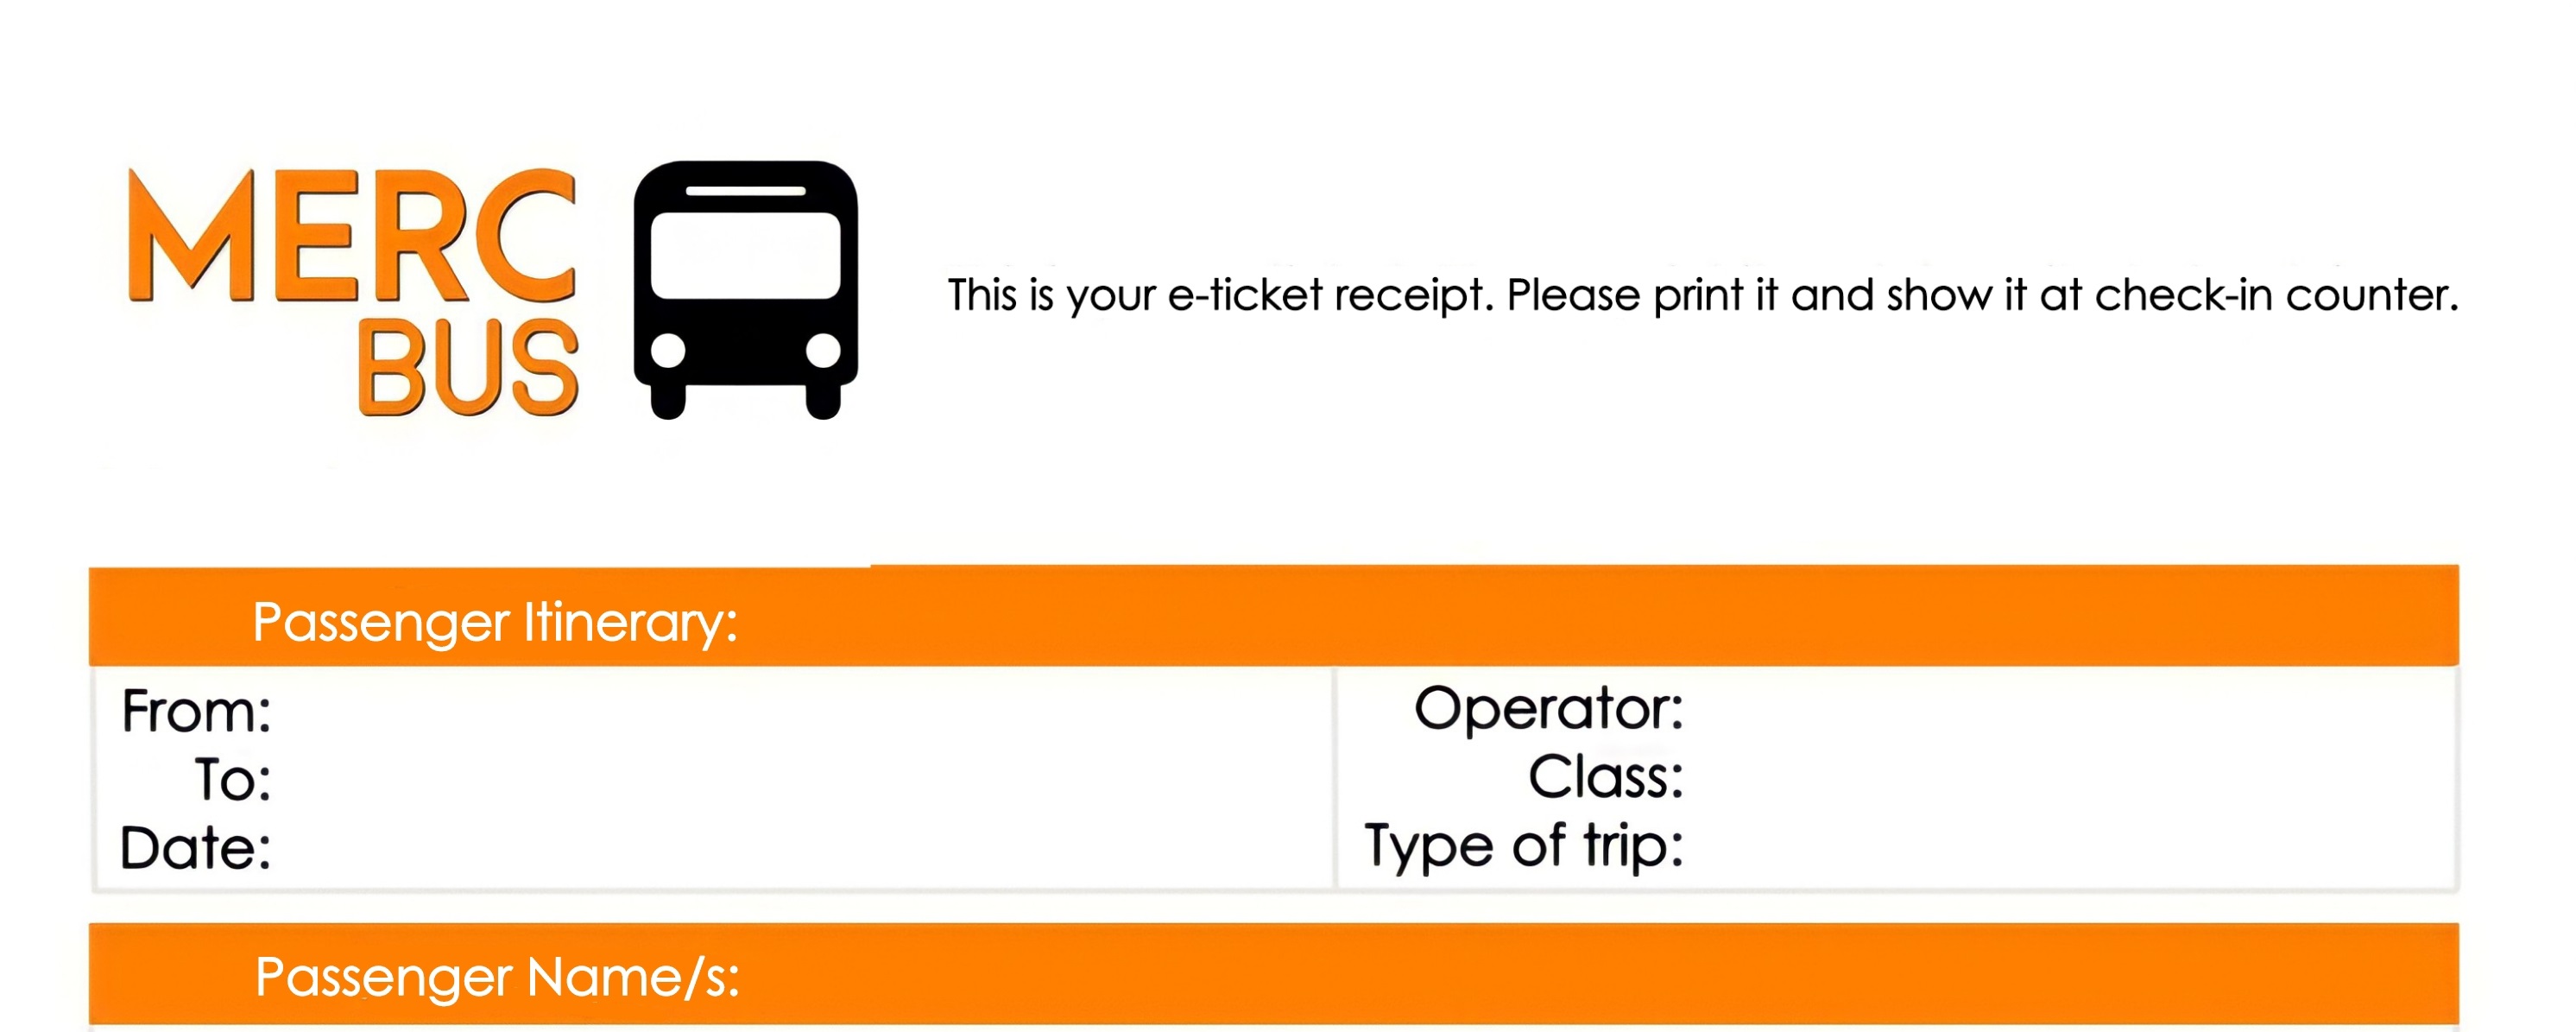 MERC
BUS
This is your e-ticket receipt. Please print it and show it at check-in counter.
Passenger Itinerary:
From:
To:
Date:
Operator:
Class:
Type of trip:
Passenger Name/s: